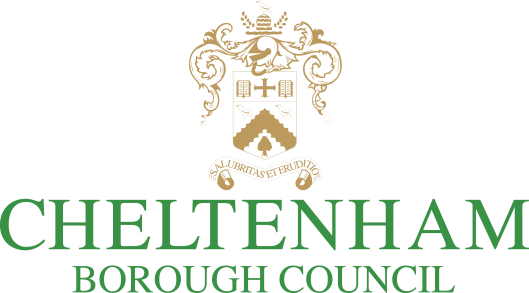 SALUBRITAS ET ERUDITIO
CHELTENHAM
BOROUGH COUNCIL